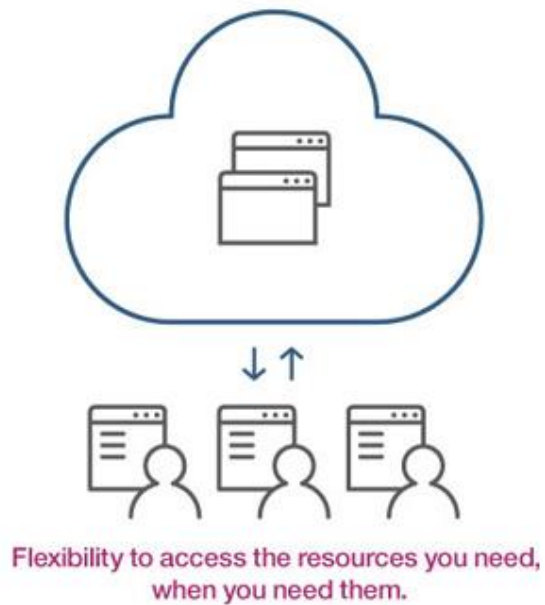 Flexibility to access the resources you need,
when you need them.